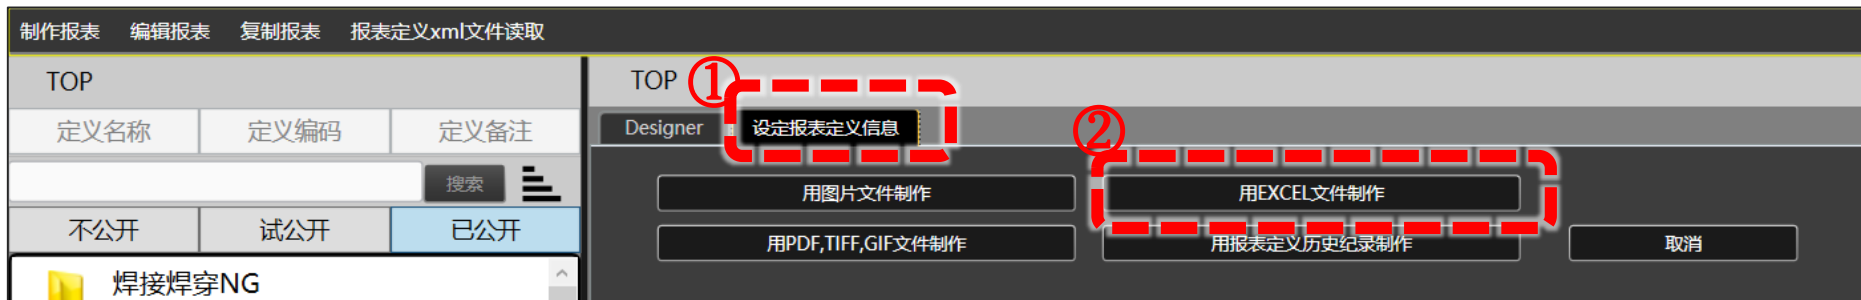 制作报表 编辑报表 复制报表 报表定义xml文件读取
TOP
定义名称 定义编码 定义备注
搜索
不公开 试公开 已公开
焊接焊穿NG
TOP
①
Designer 设定报表定义信息
②
用图片文件制作 用EXCEL文件制作
用PDF,TIFF,GIF文件制作 用报表定义历史纪录制作 取消